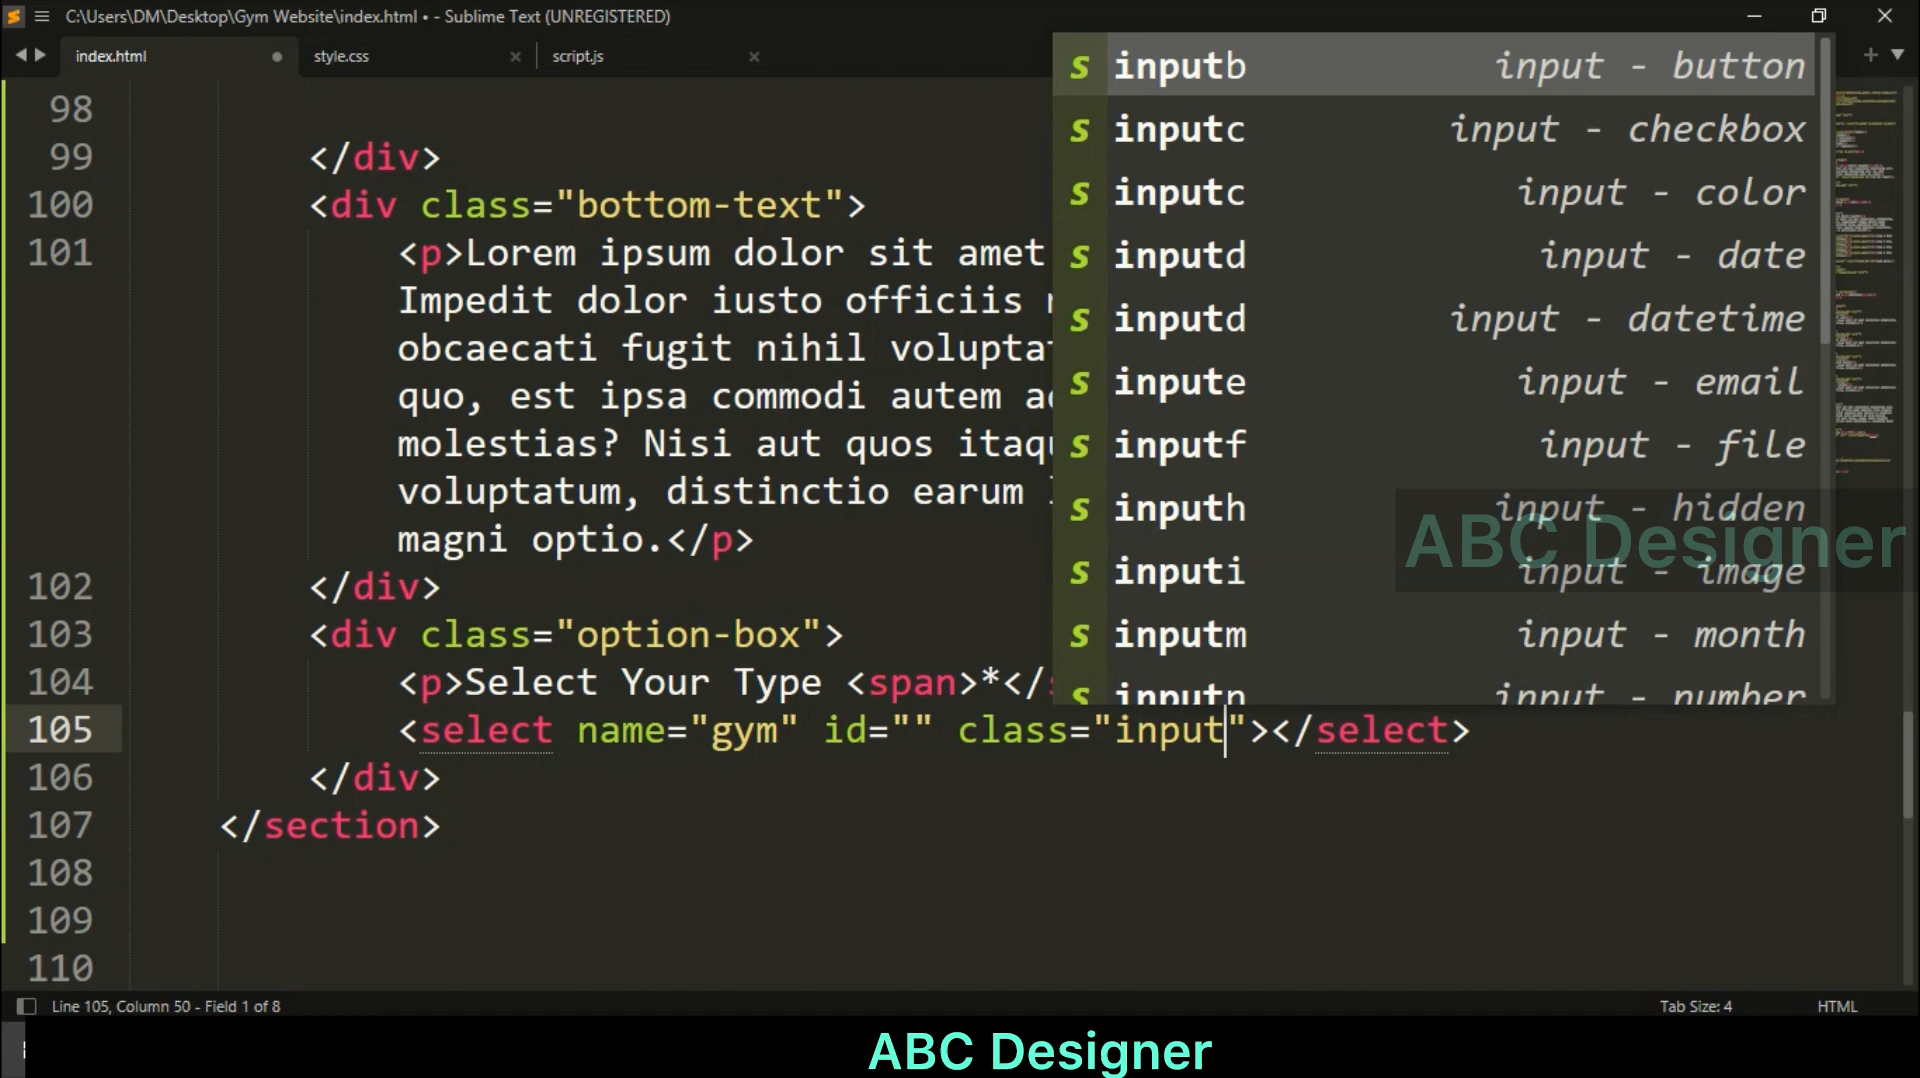 C:\Users\DM\Desktop\Gym Website\index.html • - Sublime Text (UNREGISTERED)
index.html
style.css
script.js
98
99 </div>
100 <div class="bottom-text">
101 <p>Lorem ipsum dolor sit amet
Impedit dolor iusto officiis
obcaecati fugit nihil
quo, est ipsa commodi autem
molestias? Nisi aut quos
voluptatum, distinctio earum
magni optio.</p>
102 </div>
103 <div class="option-box">
104 <p>Select Your Type <span>*</
105 <select name="gym" id="" class="input"></select>
106 </div>
107 </section>
108
109
110
inputb input - button
inputc input - checkbox
inputc input - color
inputd input - date
inputd input - datetime
inpute input - email
inputf input - file
inputh input - hidden
inputi input - image
inputm input - month
inputn input - number
ABC Designer
Line 105, Column 50 - Field 1 of 8
Tab Size: 4
HTML
ABC Designer